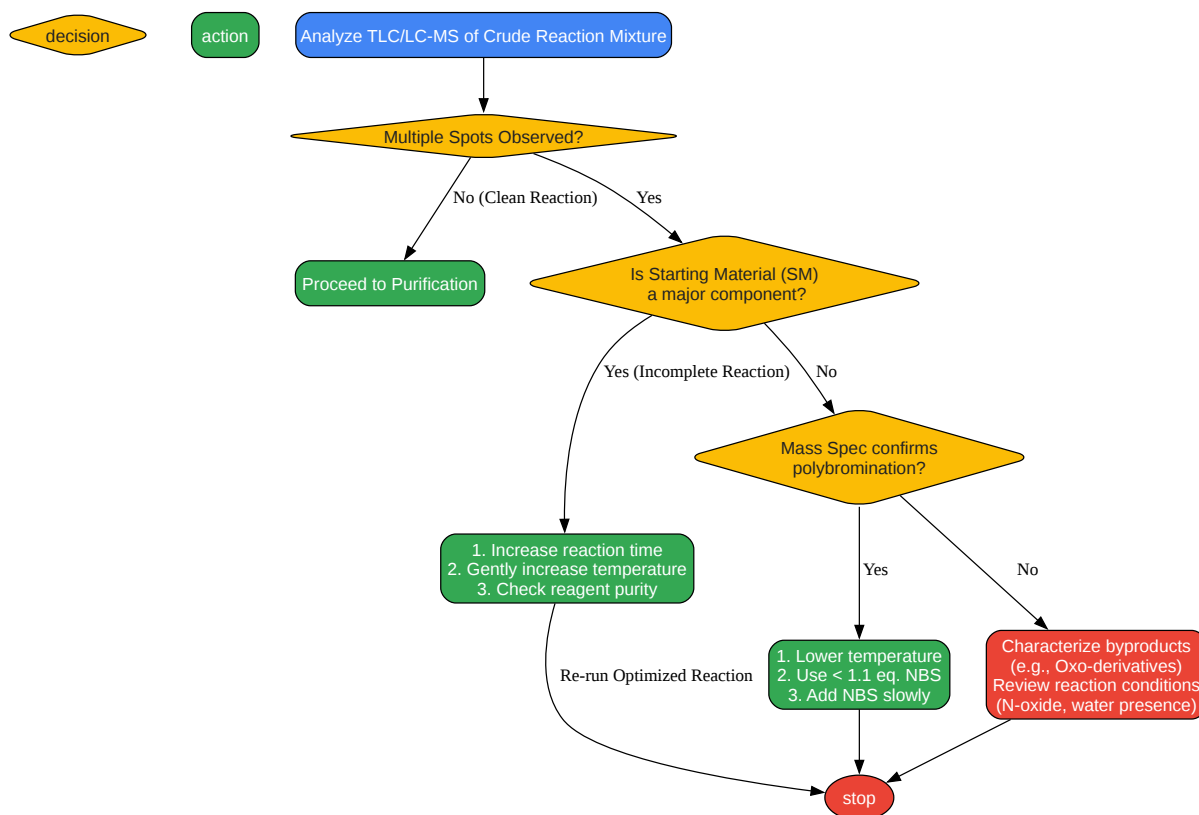 decision
action
Analyze TLC/LC-MS of Crude Reaction Mixture
Multiple Spots Observed?
No (Clean Reaction)
Yes
Proceed to Purification
Is Starting Material (SM)
a major component?
Yes (Incomplete Reaction)
No
Mass Spec confirms
polybromination?
1. Increase reaction time
2. Gently increase temperature
3. Check reagent purity
Yes
No
Re-run Optimized Reaction
1. Lower temperature
2. Use < 1.1 eq. NBS
3. Add NBS slowly
Characterize byproducts
(e.g., Oxo-derivatives)
Review reaction conditions
(N-oxide, water presence)
stop